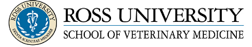 ROSS UNIVERSITY
SCHOOL OF VETERINARY MEDICINE